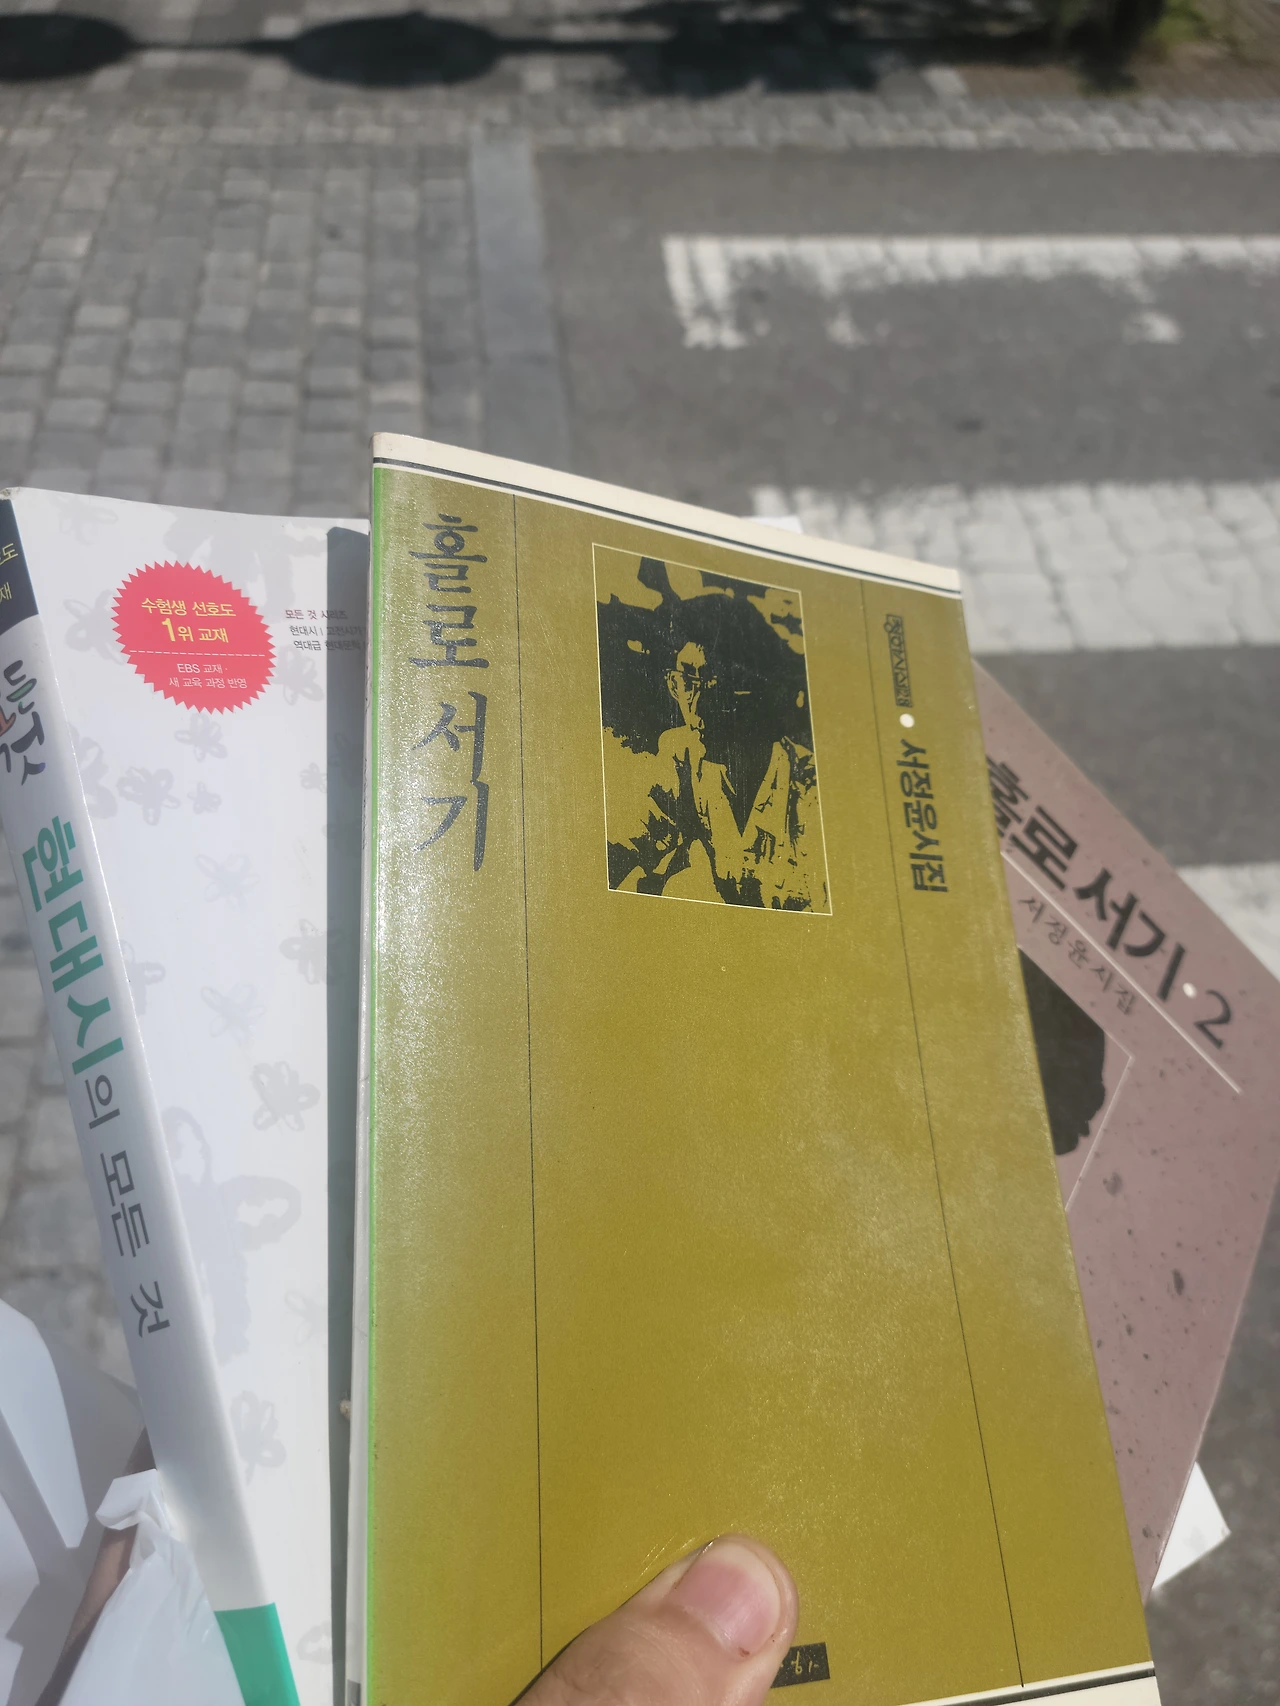 수험생 선호도
1위 교재
EBS 교재·
새 교육 과정 반영
모든 것 시리즈
현대시의 모든 것
홀로서기
서정윤시집
홀로서기·2
서정윤시집